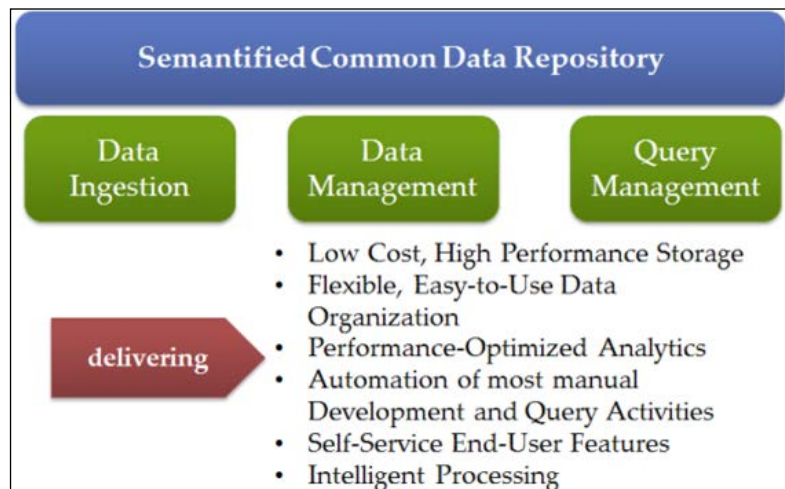 Semantified Common Data Repository
Data
Ingestion
Data
Management
Query
Management
delivering
• Low Cost, High Performance Storage
• Flexible, Easy-to-Use Data
Organization
• Performance-Optimized Analytics
• Automation of most manual
Development and Query Activities
• Self-Service End-User Features
• Intelligent Processing